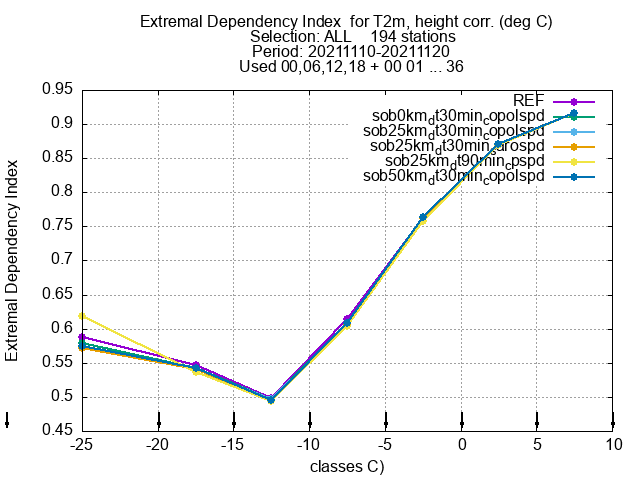 Extremal Dependency Index  for T2m, height corr. (deg C)
Selection: ALL    194 stations
Period: 20211110-20211120
Used 00,06,12,18 + 00 01 ... 36
0.95
0.9
0.85
0.8
0.75
0.7
0.65
0.6
0.55
0.5
0.45
Extremal Dependency Index
REF
sob0km_dt30min_copolspd
sob25km_dt30min_copolspd
sob25km_dt30min_sarospd
sob25km_dt90min_cpspd
sob50km_dt30min_copolspd
-25 -20 -15 -10 -5 0 5 10
classes C)